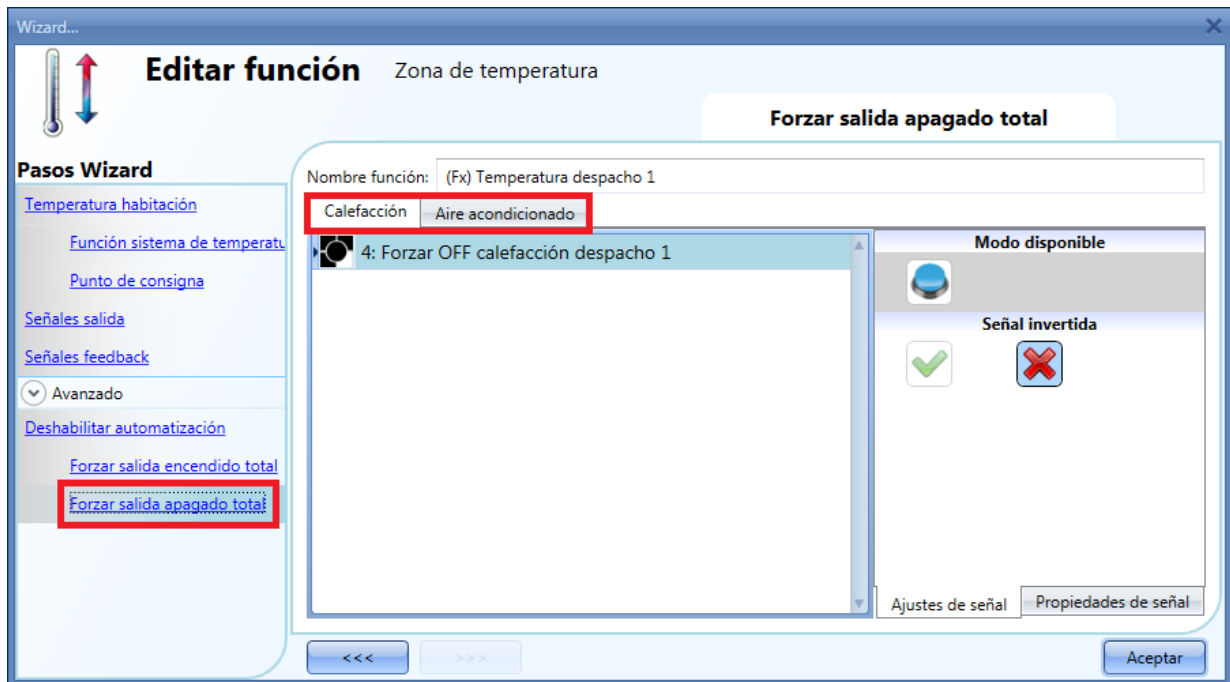 Wizard...
Editar función Zona de temperatura
Forzar salida apagado total
Pasos Wizard
Temperatura habitación
Función sistema de temperatu
Punto de consigna
Señales salida
Señales feedback
Avanzado
Deshabilitar automatización
Forzar salida encendido total
Forzar salida apagado total
Nombre función: (Fx) Temperatura despacho 1
Calefacción Aire acondicionado
4: Forzar OFF calefacción despacho 1
Modo disponible
Señal invertida
Ajustes de señal Propiedades de señal
<<< >>> Aceptar